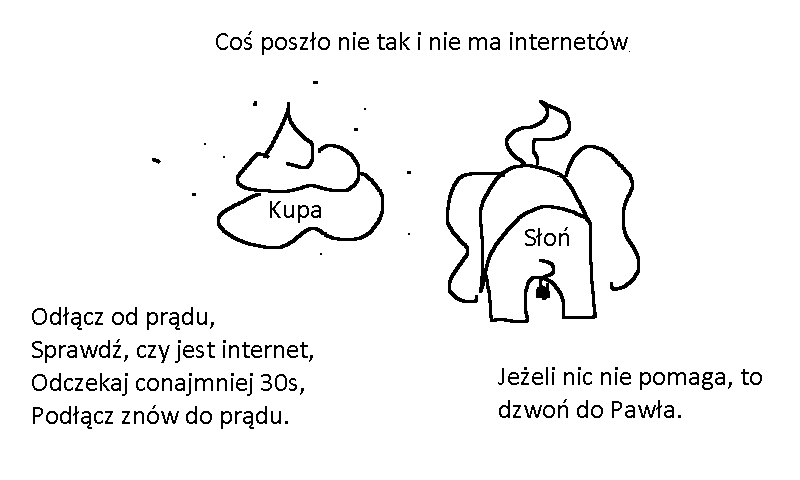 Coś poszło nie tak i nie ma internetów
Kupa
Słoń
Odłącz od prądu,
Sprawdź, czy jest internet,
Odczekaj conajmniej 30s,
Podłącz znów do prądu.
Jeżeli nic nie pomaga, to
dzwoń do Pawła.